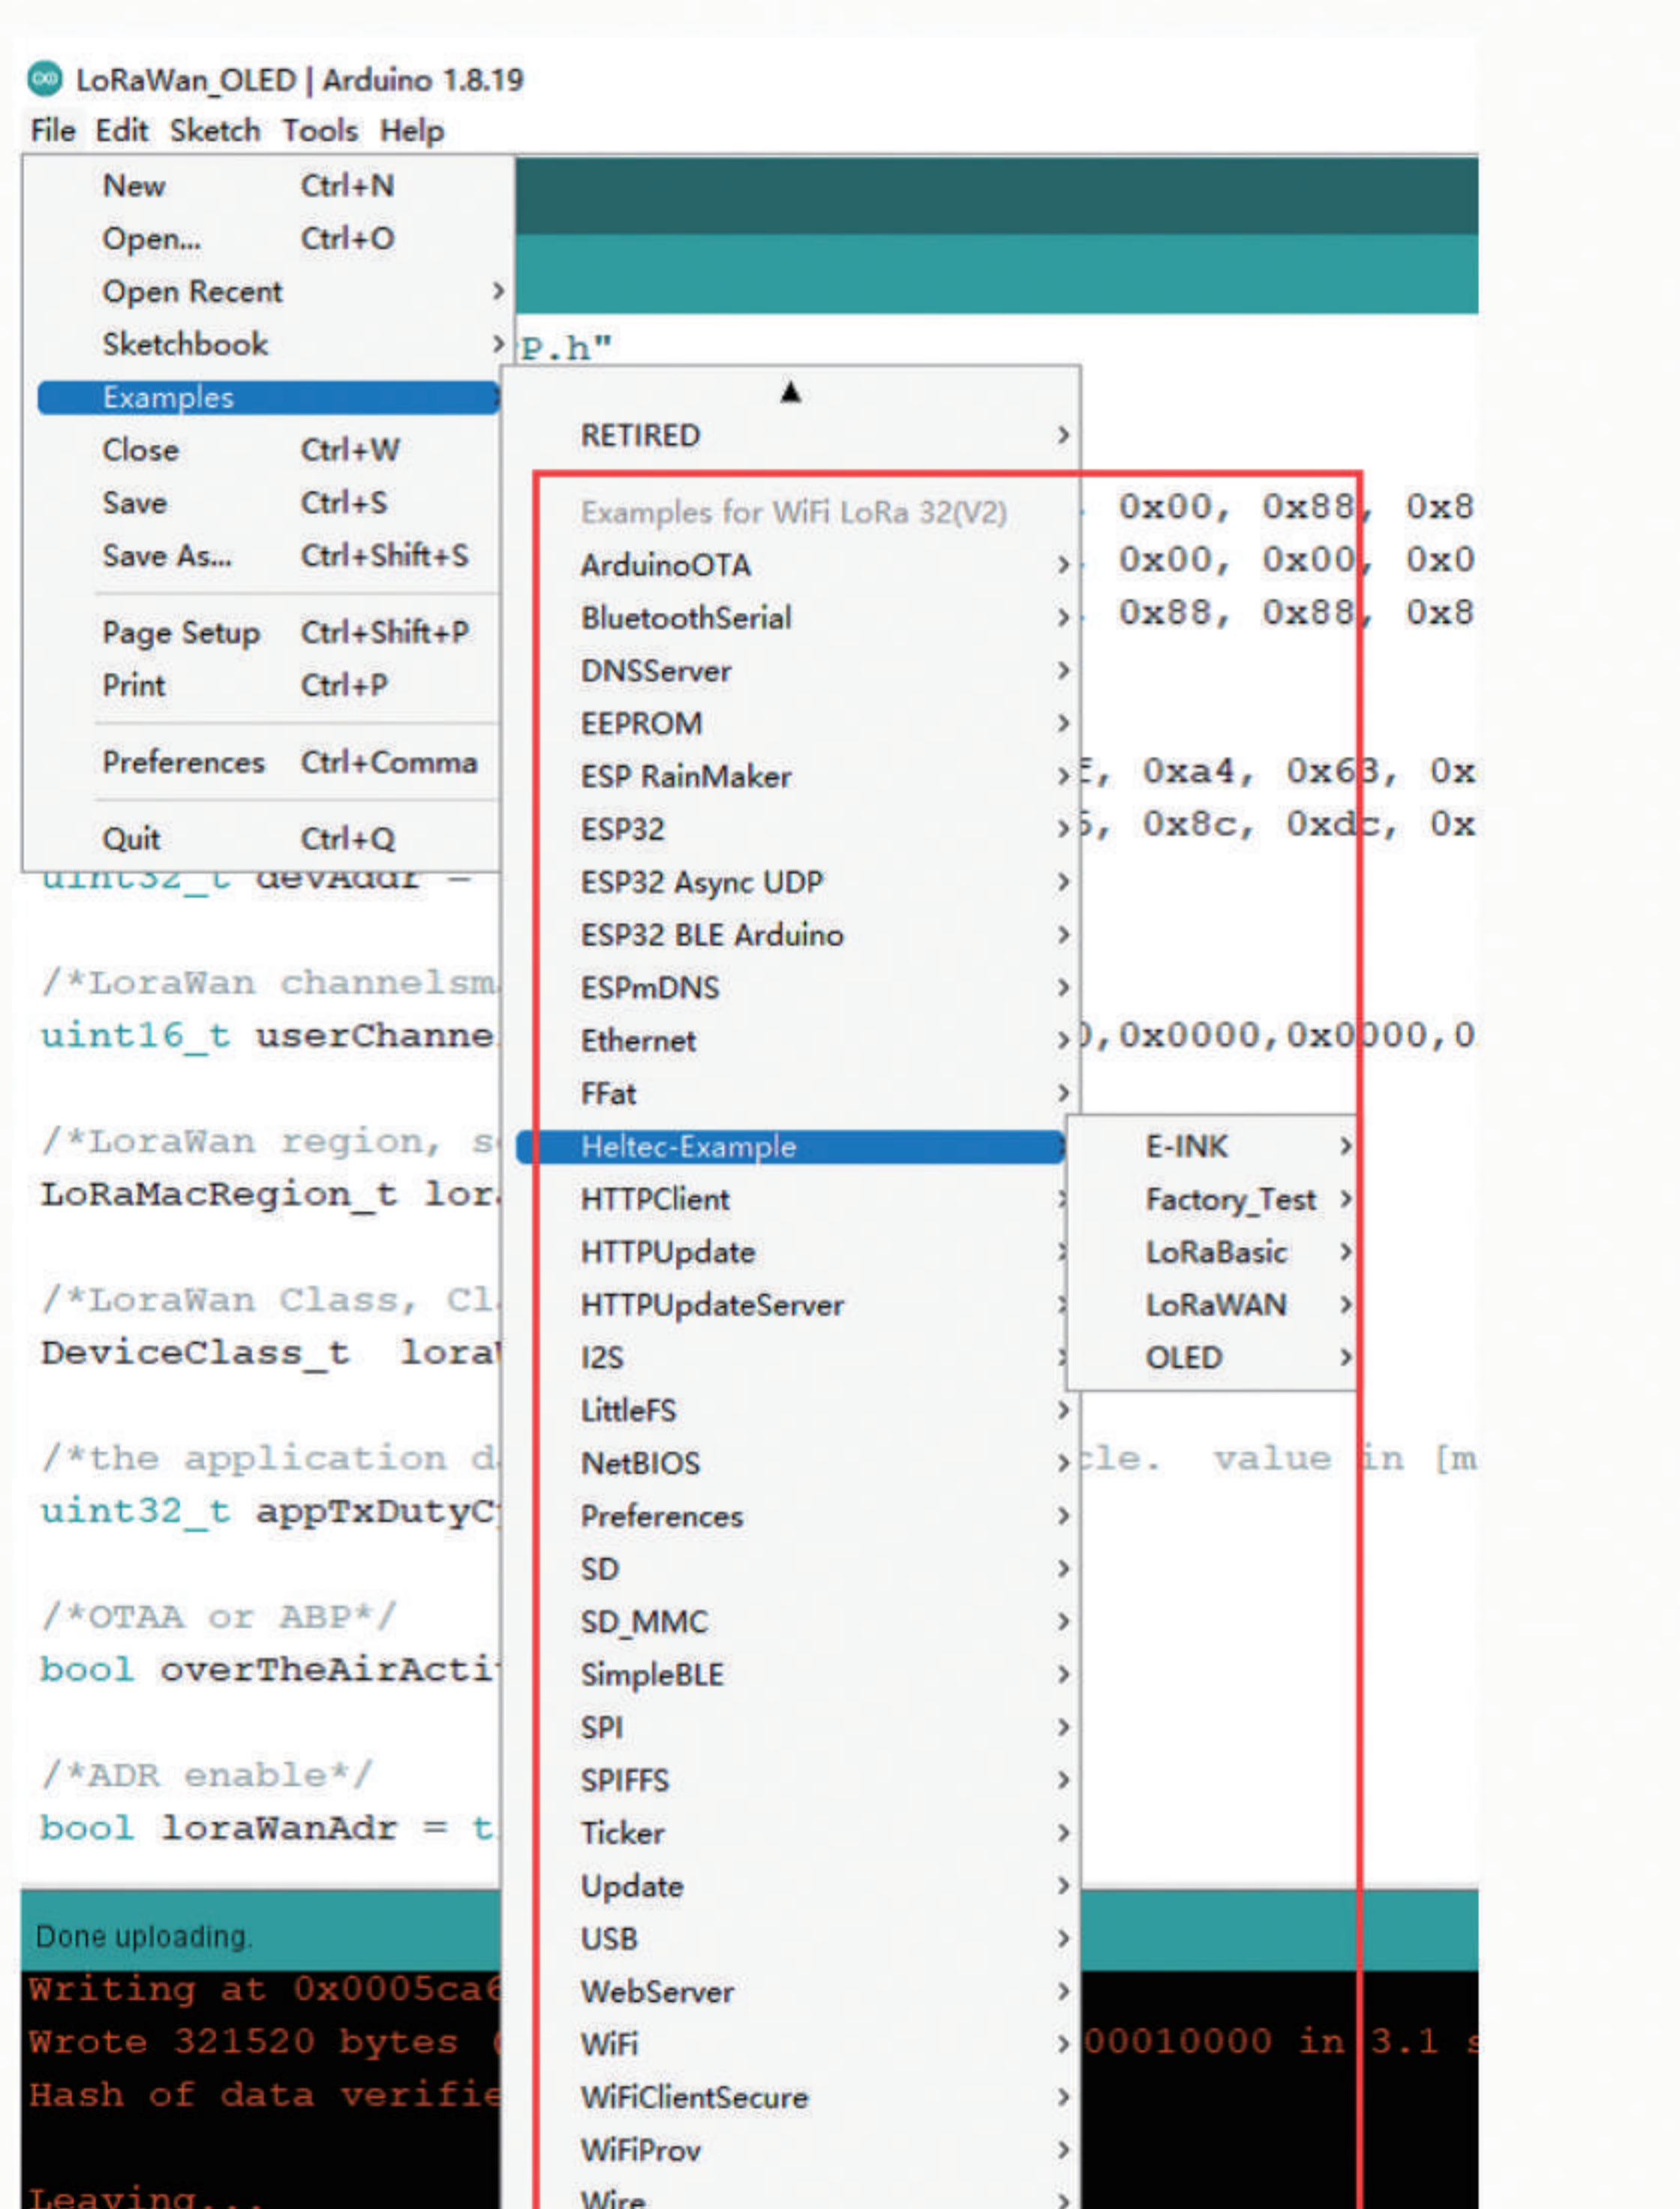 LoRaWan_OLED | Arduino 1.8.19
File Edit Sketch Tools Help
New Ctrl+N
Open... Ctrl+O
Open Recent
Sketchbook
Examples
Close Ctrl+W
Save Ctrl+S
Save As... Ctrl+Shift+S
Page Setup Ctrl+Shift+P
Print Ctrl+P
Preferences Ctrl+Comma
Quit Ctrl+Q
P.h"
RETIRED
Examples for WiFi LoRa 32(V2)
ArduinoOTA
BluetoothSerial
DNSServer
EEPROM
ESP RainMaker
ESP32
ESP32 Async UDP
ESP32 BLE Arduino
ESPmDNS
Ethernet
FFat
Heltec-Example
HTTPClient
HTTPUpdate
HTTPUpdateServer
I2S
LittleFS
NetBIOS
Preferences
SD
SD_MMC
SimpleBLE
SPI
SPIFFS
Ticker
Update
USB
WebServer
WiFi
WiFiClientSecure
WiFiProv
Wire
E-INK
Factory_Test
LoRaBasic
LoRaWAN
OLED
0x00, 0x88, 0x8
0x00, 0x00, 0x0
0x88, 0x88, 0x8
, 0xa4, 0x63, 0x
, 0x8c, 0xdc, 0x
uint32_t devAddr =
/*LoraWan channelsm
uint16_t userChanne
,0x0000,0x0000,0
/*LoraWan region, s
LoRaMacRegion_t lor
/*LoraWan Class, Cl
DeviceClass_t lora
/*the application d
cle. value in [m
uint32_t appTxDutyC
/*OTAA or ABP*/
bool overTheAirActi
/*ADR enable*/
bool loraWanAdr = t
Done uploading.
Writing at 0x0005ca6
Wrote 321520 bytes (
00010000 in 3.1 s
Hash of data verifie
Leaving...